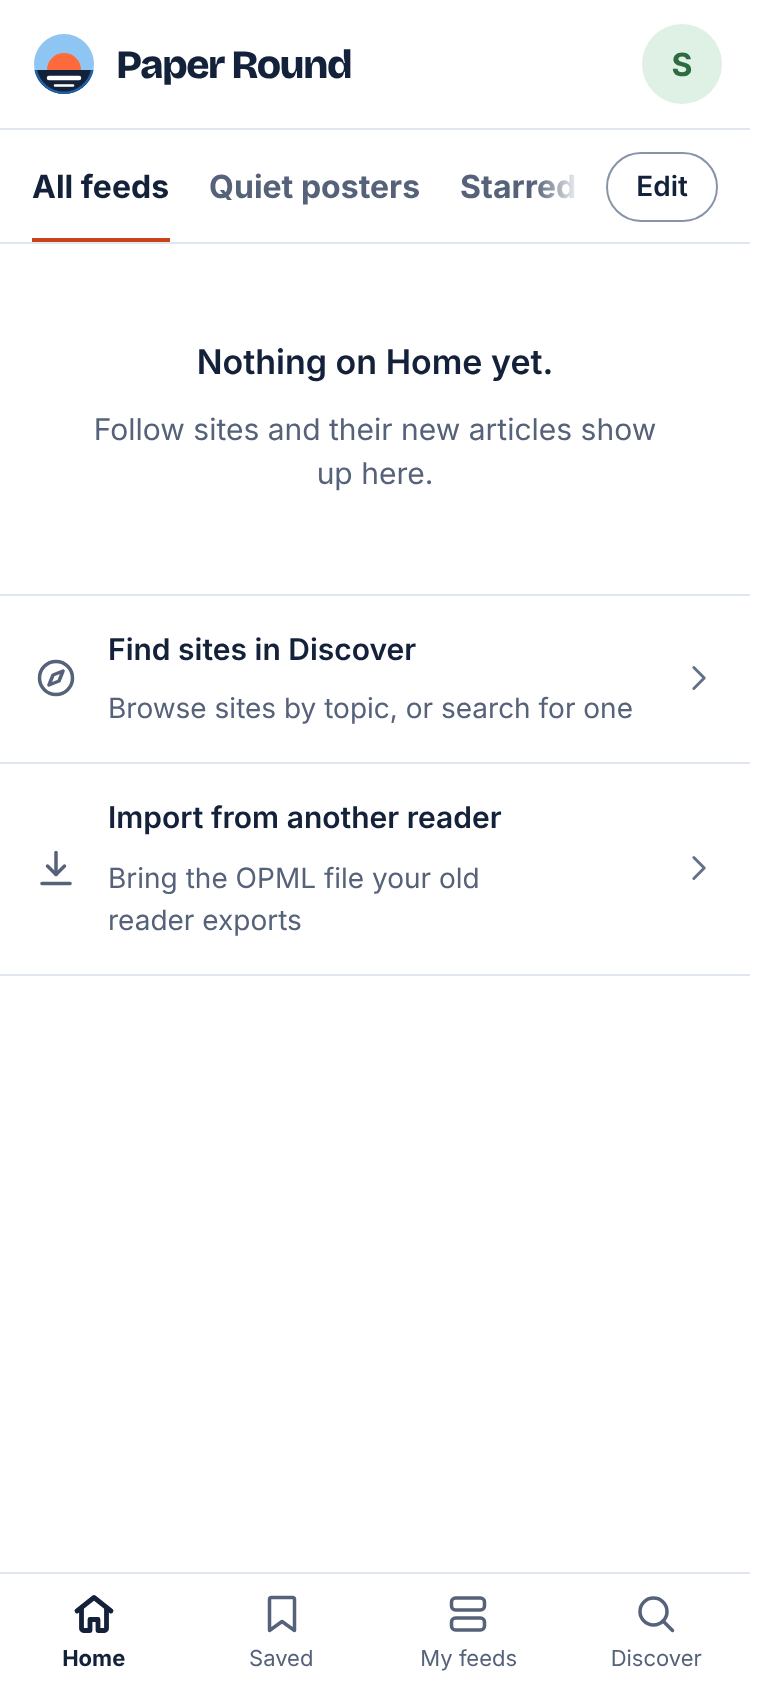 Paper Round
S
All feeds
Quiet posters
Starred
Edit
Nothing on Home yet.
Follow sites and their new articles show
up here.
Find sites in Discover
Browse sites by topic, or search for one
Import from another reader
Bring the OPML file your old
reader exports
Home
Saved
My feeds
Discover